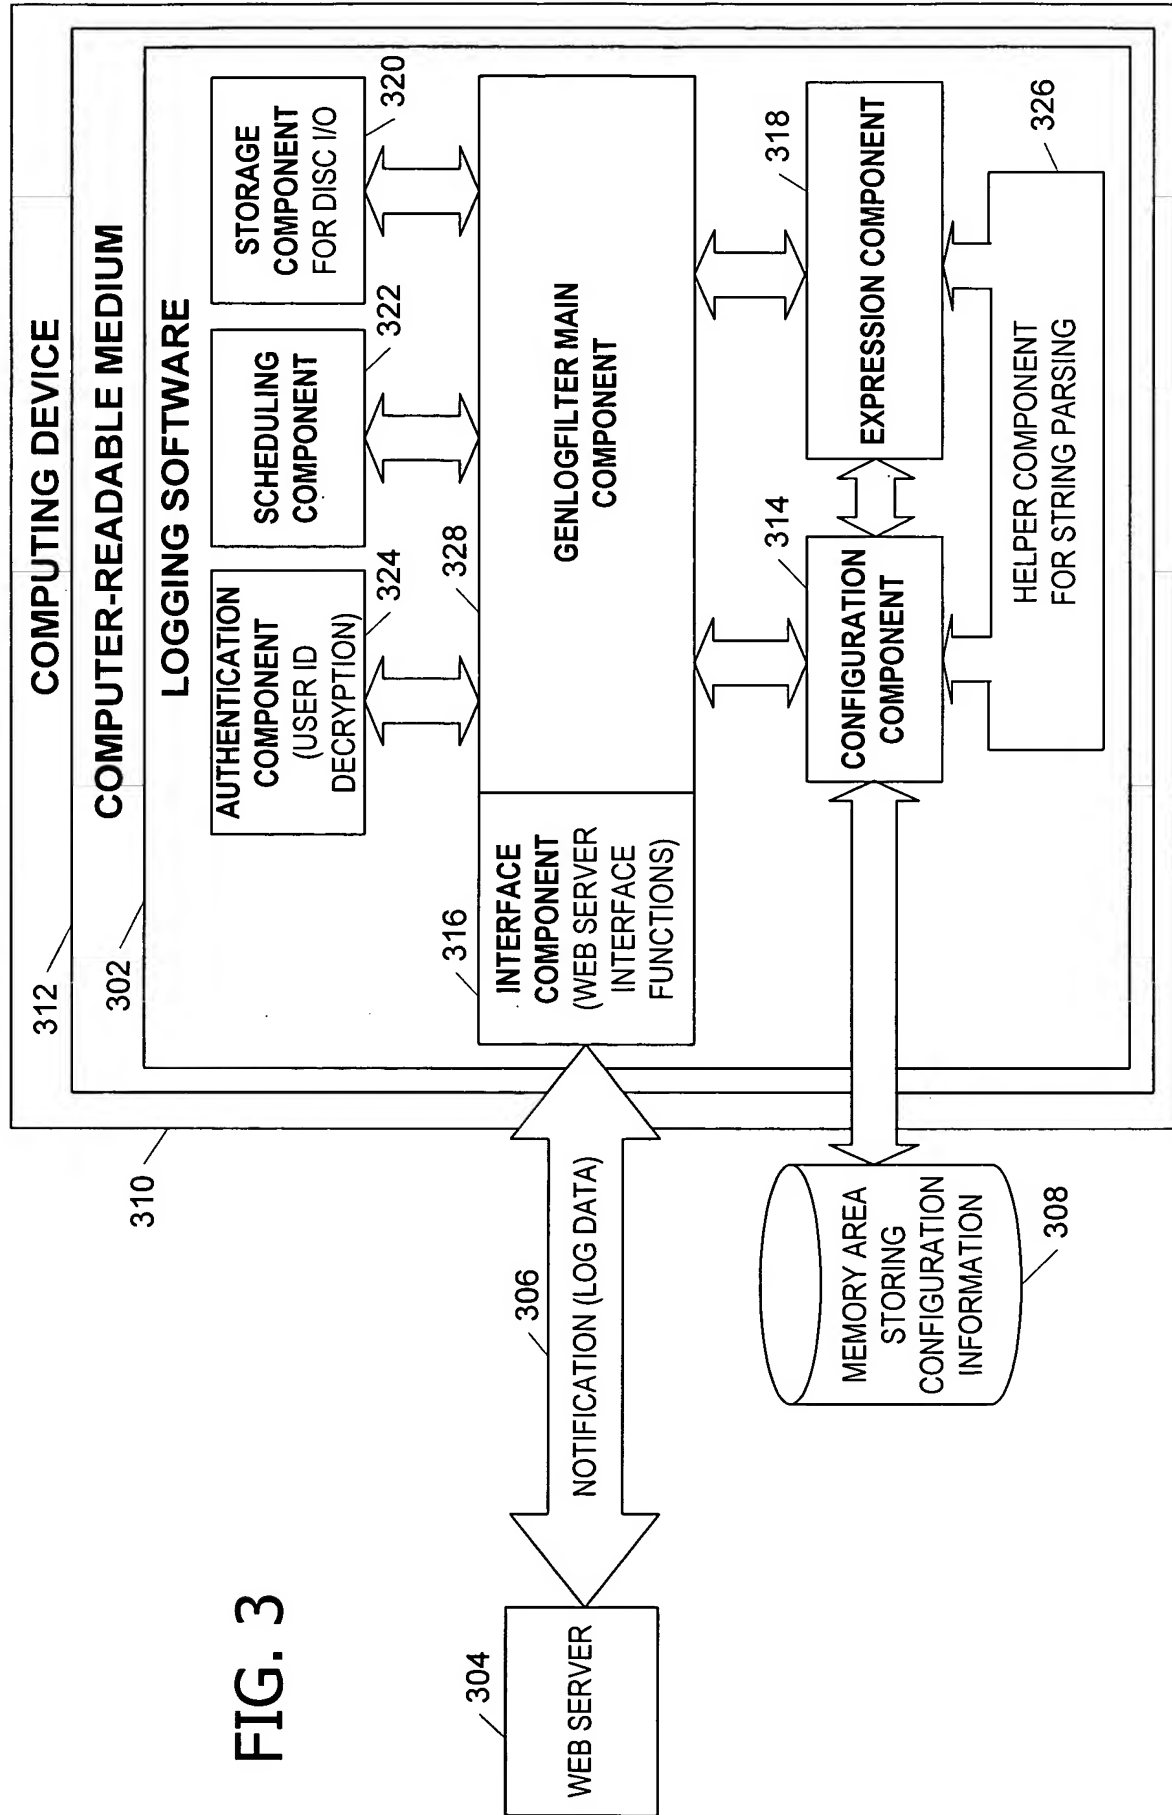 FIG. 3
COMPUTING DEVICE
312
COMPUTER-READABLE MEDIUM
302
LOGGING SOFTWARE
310
AUTHENTICATION
COMPONENT
(USER ID
DECRYPTION)
324
SCHEDULING
COMPONENT
322
STORAGE
COMPONENT
FOR DISC I/O
320
304
WEB SERVER
306
NOTIFICATION (LOG DATA)
316
INTERFACE
COMPONENT
(WEB SERVER
INTERFACE
FUNCTIONS)
328
GENLOGFILTER MAIN
COMPONENT
MEMORY AREA
STORING
CONFIGURATION
INFORMATION
308
314
CONFIGURATION
COMPONENT
318
EXPRESSION COMPONENT
326
HELPER COMPONENT
FOR STRING PARSING